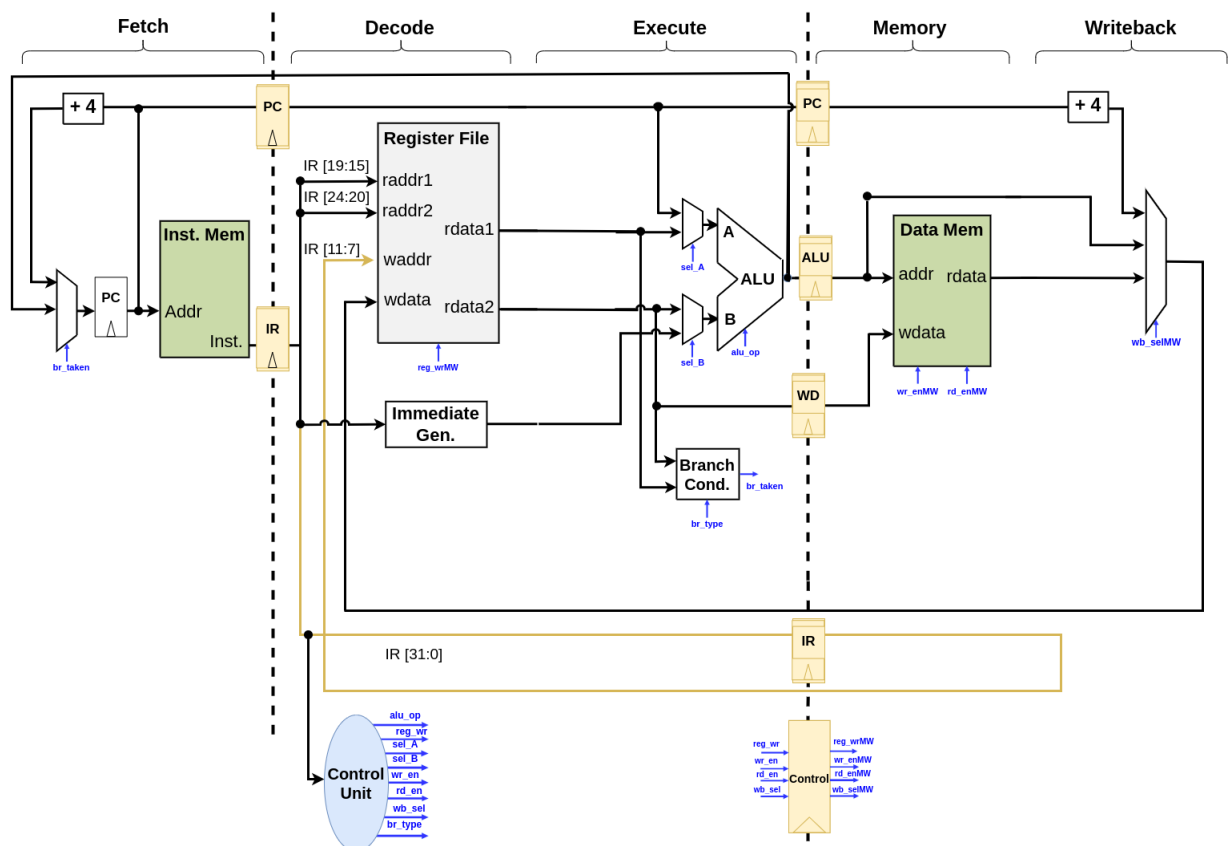 Fetch
Decode
Execute
Memory
Writeback
+ 4
PC
PC
+ 4
Register File
IR [19:15]
raddr1
IR [24:20]
raddr2
IR [11:7]
waddr
wdata
rdata1
rdata2
reg_wrMW
Inst. Mem
Addr
Inst.
PC
br_taken
IR
sel_A
sel_B
A
B
ALU
alu_op
ALU
Data Mem
addr
rdata
wdata
wr_enMW
rd_enMW
wb_selMW
WD
Immediate
Gen.
Branch
Cond.
br_taken
br_type
IR
IR [31:0]
Control
Unit
alu_op
reg_wr
sel_A
sel_B
wr_en
rd_en
wb_sel
br_type
reg_wr
wr_en
rd_en
wb_sel
Control
reg_wrMW
wr_enMW
rd_enMW
wb_selMW